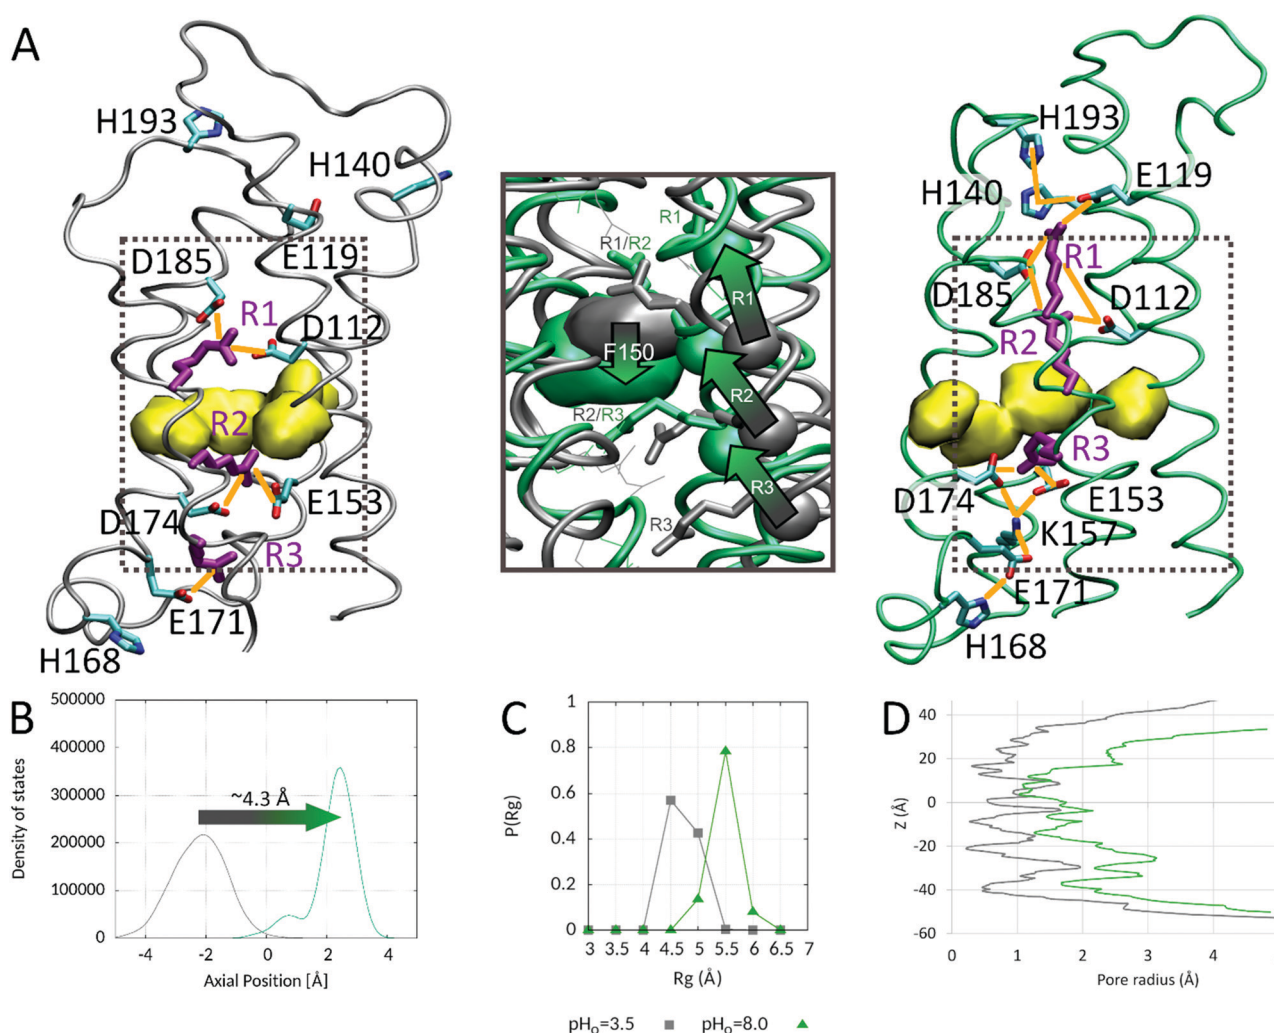 A
H193
H140
D185
E119
R1
D112
R2
E153
D174
R3
E171
H168
R1
R1/R2
R1
F150
R2
R2/R3
R3
R3
H193
E119
H140
R1
D185
D112
R2
R3
D174
E153
K157
E171
H168
B
500000
400000
300000
200000
100000
0
Density of states
~4.3 Å
-4
-2
0
2
4
Axial Position [Å]
C
1
0.8
0.6
0.4
0.2
0
P(Rg)
3
3.5
4
4.5
5
5.5
6
6.5
7
Rg (Å)
pHo=3.5
pHo=8.0
D
40
20
0
-20
-40
-60
Z (Å)
0
1
2
3
4
Pore radius (Å)